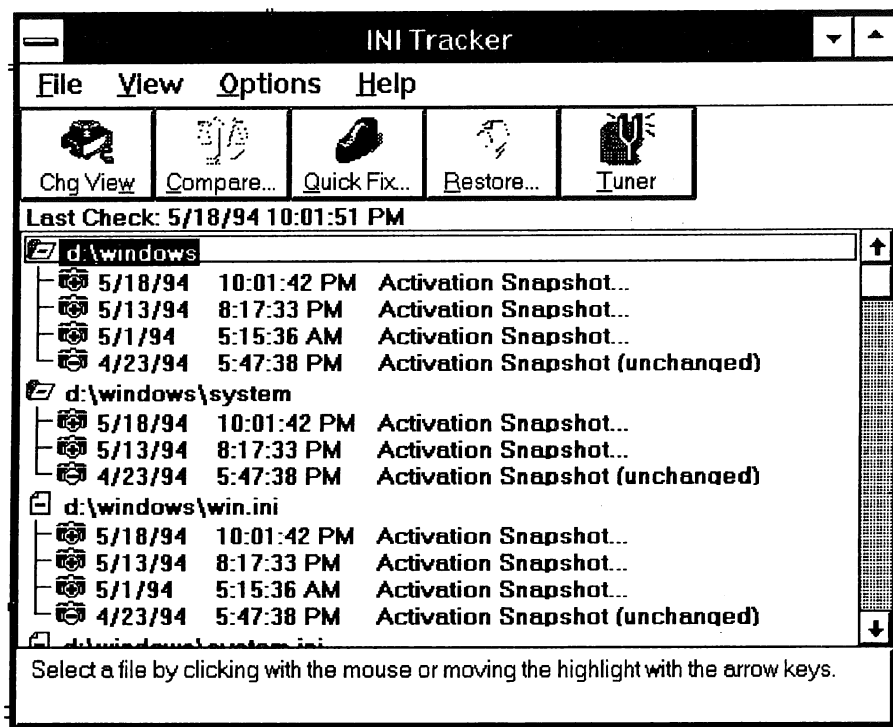 INI Tracker
File View Options Help
Chg View Compare... Quick Fix... Restore... Tuner
Last Check: 5/18/94 10:01:51 PM
d:\windows
5/18/94 10:01:42 PM Activation Snapshot...
5/13/94 8:17:33 PM Activation Snapshot...
5/1/94 5:15:36 AM Activation Snapshot...
4/23/94 5:47:38 PM Activation Snapshot (unchanged)
d:\windows\system
5/18/94 10:01:42 PM Activation Snapshot...
5/13/94 8:17:33 PM Activation Snapshot...
4/23/94 5:47:38 PM Activation Snapshot (unchanged)
d:\windows\win.ini
5/18/94 10:01:42 PM Activation Snapshot...
5/13/94 8:17:33 PM Activation Snapshot...
5/1/94 5:15:36 AM Activation Snapshot...
4/23/94 5:47:38 PM Activation Snapshot (unchanged)
d:\windows\system.ini
Select a file by clicking with the mouse or moving the highlight with the arrow keys.